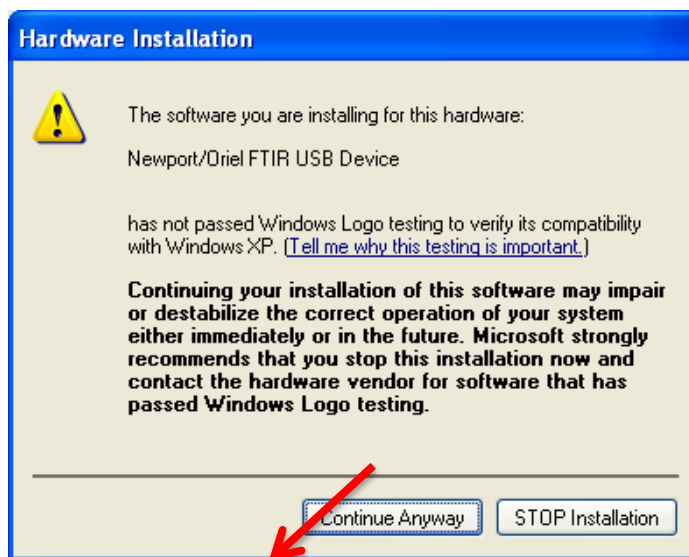 Hardware Installation
The software you are installing for this hardware:
Newport/Oriel FTIR USB Device
has not passed Windows Logo testing to verify its compatibility
with Windows XP. (Tell me why this testing is important.)
Continuing your installation of this software may impair
or destabilize the correct operation of your system
either immediately or in the future. Microsoft strongly
recommends that you stop this installation now and
contact the hardware vendor for software that has
passed Windows Logo testing.
Continue Anyway STOP Installation